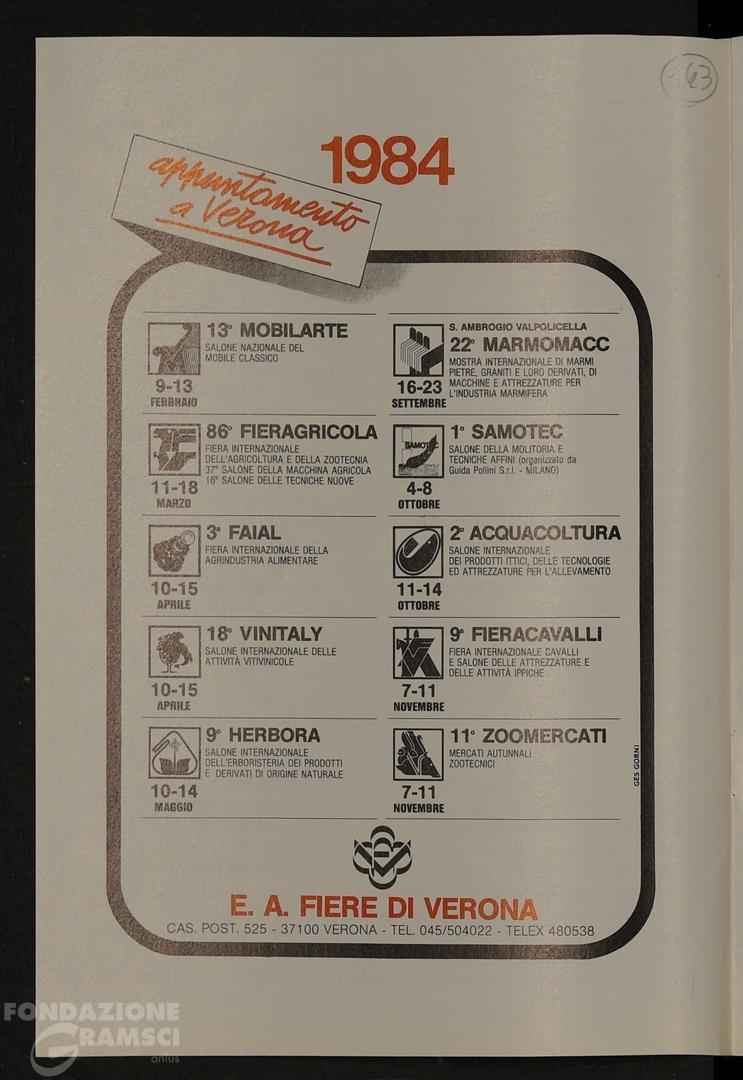 43
1984
appuntamento
a Verona
13° MOBILARTE
SALONE NAZIONALE DEL
MOBILE CLASSICO
9-13
FEBBRAIO
86° FIERAGRICOLA
FIERA INTERNAZIONALE
DELL'AGRICOLTURA E DELLA ZOOTECNIA
37° SALONE DELLA MACCHINA AGRICOLA
16° SALONE DELLE TECNICHE NUOVE
11-18
MARZO
3° FAIAL
FIERA INTERNAZIONALE DELLA
AGRINDUSTRIA ALIMENTARE
10-15
APRILE
18° VINITALY
SALONE INTERNAZIONALE DELLE
ATTIVITÀ VITIVINICOLE
10-15
APRILE
9° HERBORA
SALONE INTERNAZIONALE
DELL'ERBORISTERIA DEI PRODOTTI
E DERIVATI DI ORIGINE NATURALE
10-14
MAGGIO
S. AMBROGIO VALPOLICELLA
22° MARMOMACC
MOSTRA INTERNAZIONALE DI MARMI
PIETRE, GRANITI E LORO DERIVATI, DI
MACCHINE E ATTREZZATURE PER
L'INDUSTRIA MARMIFERA
16-23
SETTEMBRE
SAMOTEC
1° SAMOTEC
SALONE DELLA MOLITORIA E
TECNICHE AFFINI (organizzato da
Guida Pollini S.r.l. - MILANO)
4-8
OTTOBRE
2° ACQUACOLTURA
SALONE INTERNAZIONALE
DEI PRODOTTI ITTICI, DELLE TECNOLOGIE
ED ATTREZZATURE PER L'ALLEVAMENTO
11-14
OTTOBRE
9° FIERACAVALLI
FIERA INTERNAZIONALE CAVALLI
E SALONE DELLE ATTREZZATURE E
DELLE ATTIVITÀ IPPICHE
7-11
NOVEMBRE
11° ZOOMERCATI
MERCATI AUTUNNALI
ZOOTECNICI
7-11
NOVEMBRE
GES GORNI
E. A. FIERE DI VERONA
CAS. POST. 525 - 37100 VERONA - TEL. 045/504022 - TELEX 480538
FONDAZIONE
GRAMSCI
onlus